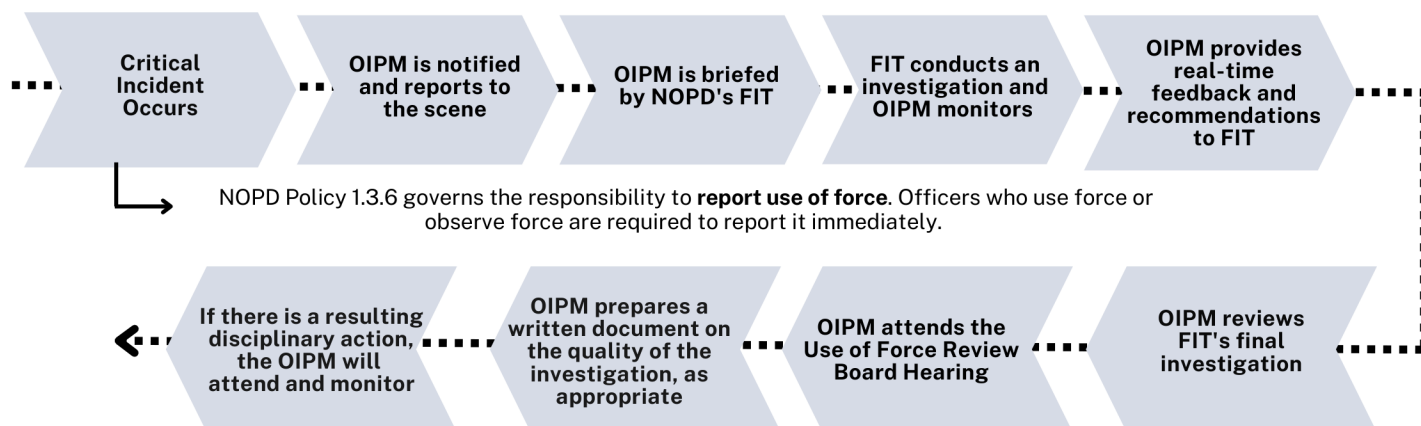 Critical
Incident
Occurs
OIPM is notified
and reports to
the scene
OIPM is briefed
by NOPD's FIT
FIT conducts an
investigation and
OIPM monitors
OIPM provides
real-time
feedback and
recommendations
to FIT
NOPD Policy 1.3.6 governs the responsibility to report use of force. Officers who use force or
observe force are required to report it immediately.
OIPM reviews
FIT's final
investigation
OIPM attends the
Use of Force Review
Board Hearing
OIPM prepares a
written document on
the quality of the
investigation, as
appropriate
If there is a resulting
disciplinary action,
the OIPM will
attend and monitor